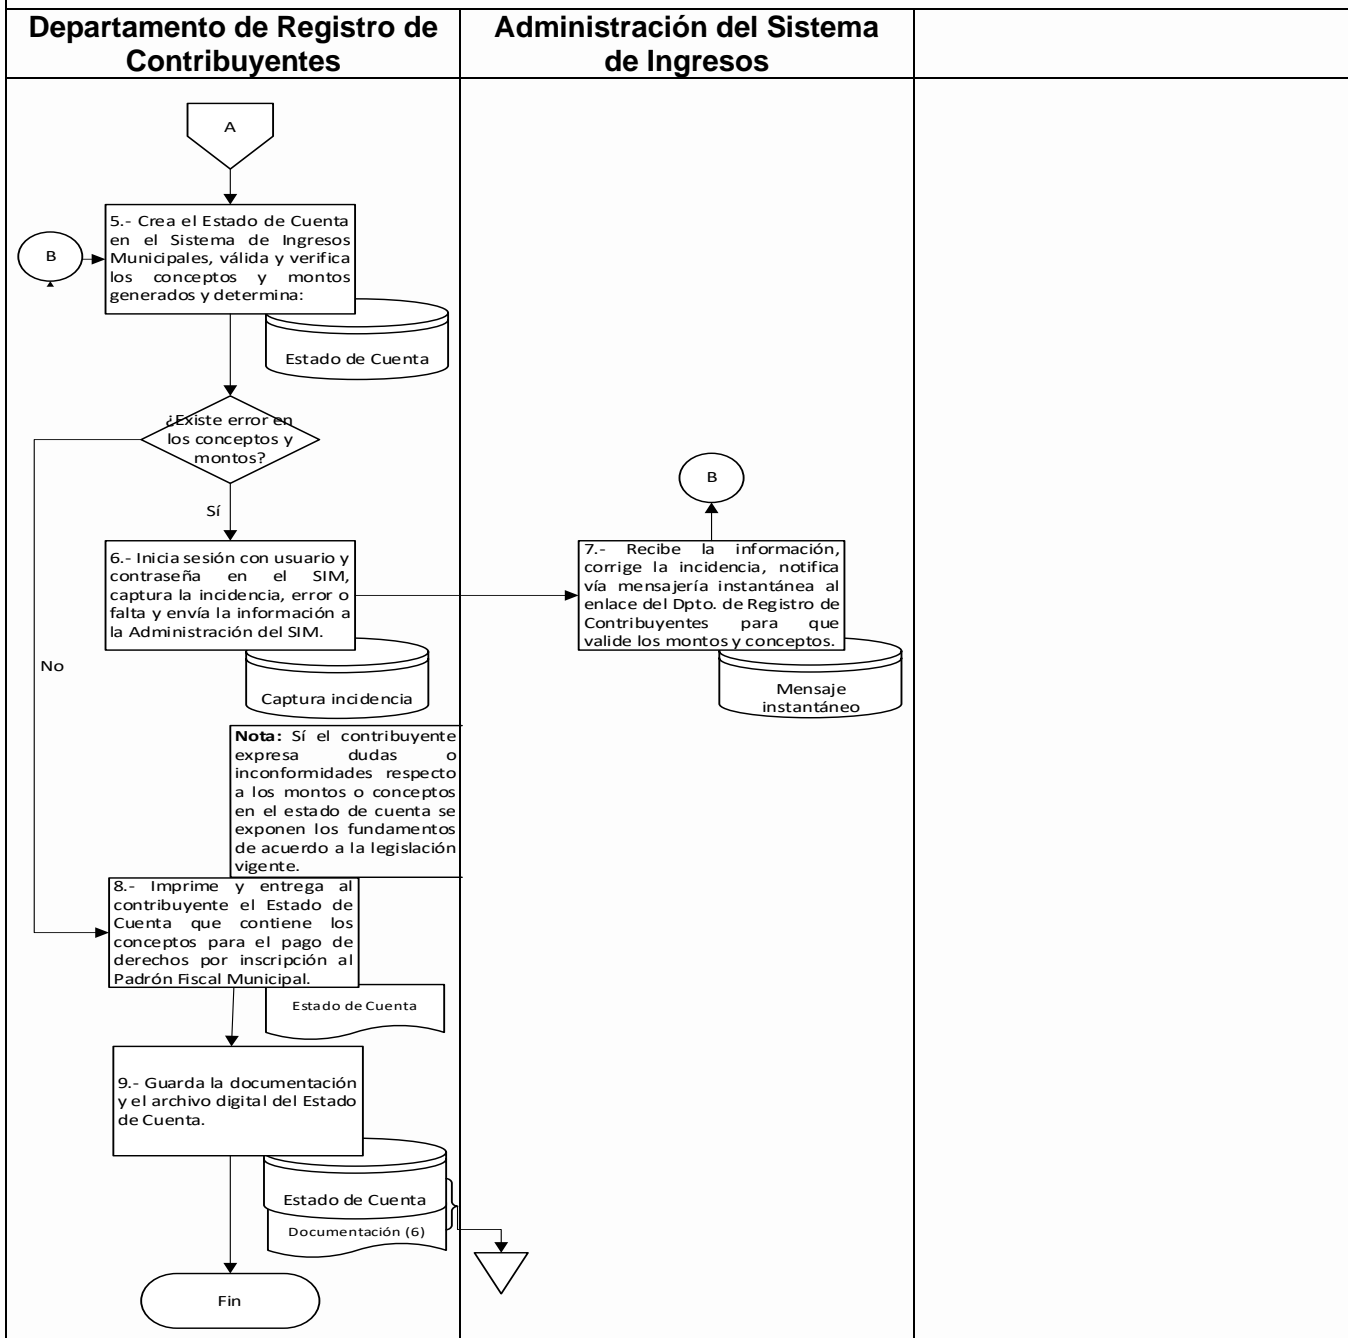 Departamento de Registro de
Contribuyentes
Administración del Sistema
de Ingresos
A
5.- Crea el Estado de Cuenta
en el Sistema de Ingresos
Municipales, válida y verifica
los conceptos y montos
generados y determina:
B
Estado de Cuenta
¿Existe error en
los conceptos y
montos?
Sí
No
6.- Inicia sesión con usuario y
contraseña en el SIM,
captura la incidencia, error o
falta y envía la información a
la Administración del SIM.
Captura incidencia
B
7.- Recibe la información,
corrige la incidencia, notifica
vía mensajería instantánea al
enlace del Dpto. de Registro de
Contribuyentes para que
valide los montos y conceptos.
Mensaje
instantáneo
Nota: Sí el contribuyente
expresa dudas o
inconformidades respecto
a los montos o conceptos
en el estado de cuenta se
exponen los fundamentos
de acuerdo a la legislación
vigente.
8.- Imprime y entrega al
contribuyente el Estado de
Cuenta que contiene los
conceptos para el pago de
derechos por inscripción al
Padrón Fiscal Municipal.
Estado de Cuenta
9.- Guarda la documentación
y el archivo digital del Estado
de Cuenta.
Estado de Cuenta
Documentación (6)
Fin